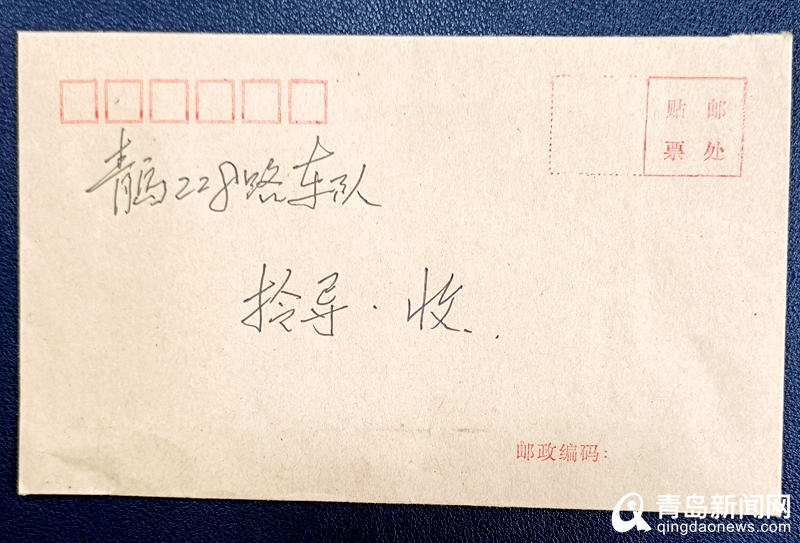 贴邮
票处
青岛228路车队
拾导·收
邮政编码：
青岛新闻网
qingdaonews.com